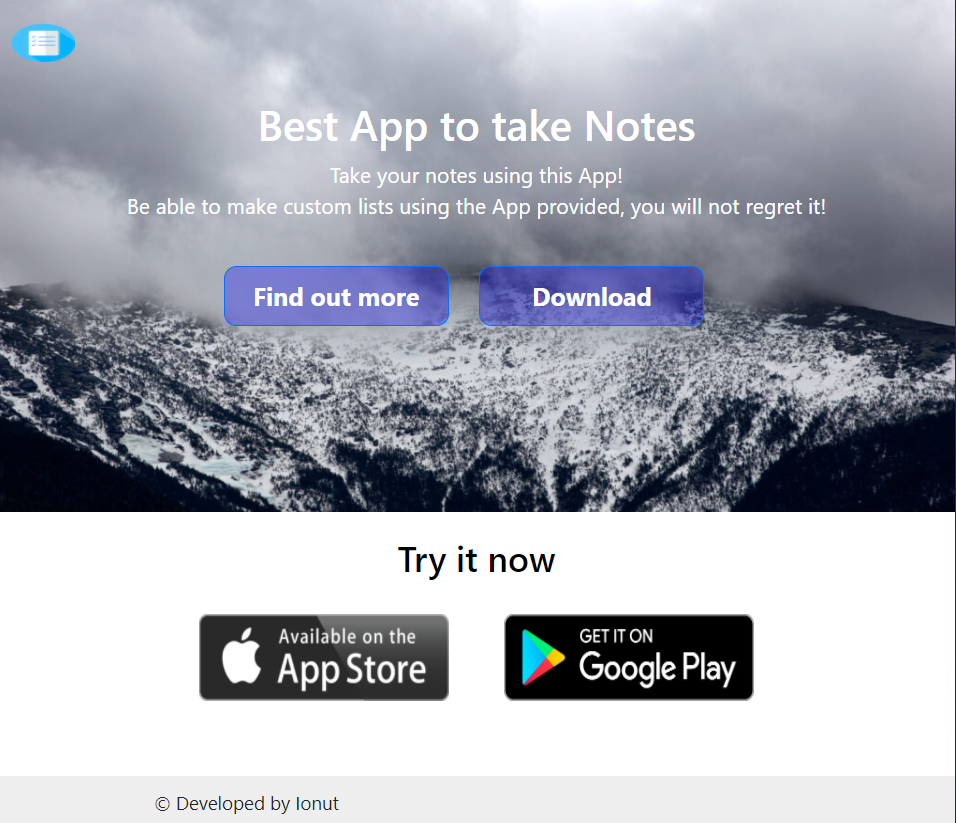 Best App to take Notes
Take your notes using this App!
Be able to make custom lists using the App provided, you will not regret it!
Find out more
Download
Try it now
Available on the
App Store
GET IT ON
Google Play
© Developed by Ionut